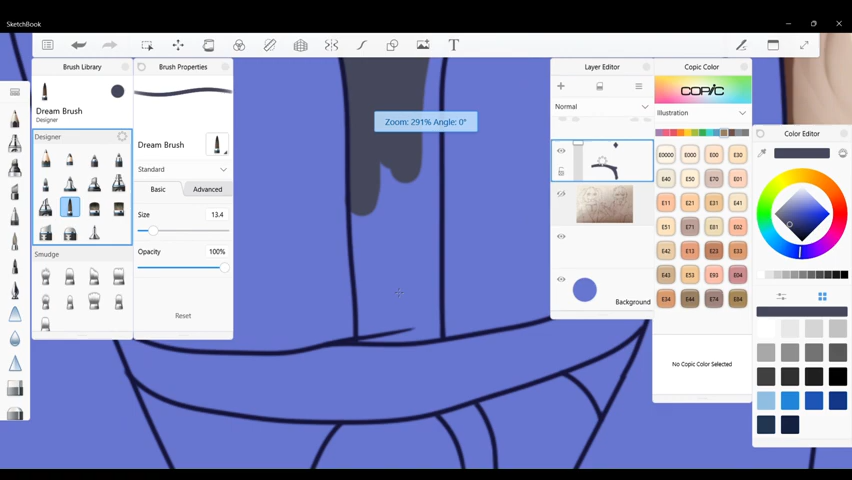 SketchBook
T
Brush Library
Brush Properties
Layer Editor
Copic Color
COPIC
Dream Brush
Designer
Normal
Illustration
Zoom: 291% Angle: 0°
Color Editor
Designer
Dream Brush
E0000 E000 E00 E30
Standard
E40 E50 E70 E01
Basic
Advanced
E11 E21 E31 E41
Size
13.4
E51 E71 E81 E02
Opacity
100%
E42 E13 E23 E33
Smudge
E43 E53 E93 E04
E34 E44 E74 E84
Background
Reset
No Copic Color Selected